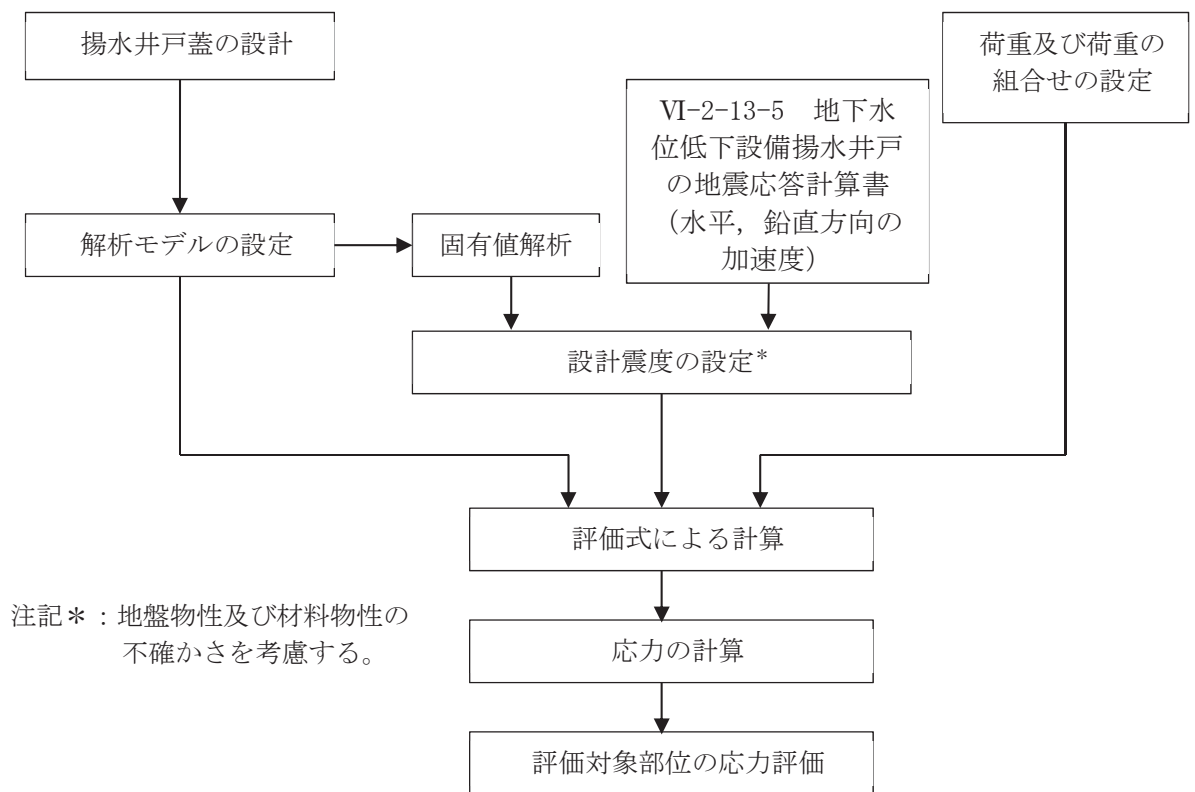 揚水井戸蓋の設計
荷重及び荷重の
組合せの設定
Ⅵ-2-13-5 地下水
位低下設備揚水井戸
の地震応答計算書
(水平，鉛直方向の
加速度)
解析モデルの設定
固有値解析
設計震度の設定*
評価式による計算
注記＊：地盤物性及び材料物性の
不確かさを考慮する。
応力の計算
評価対象部位の応力評価